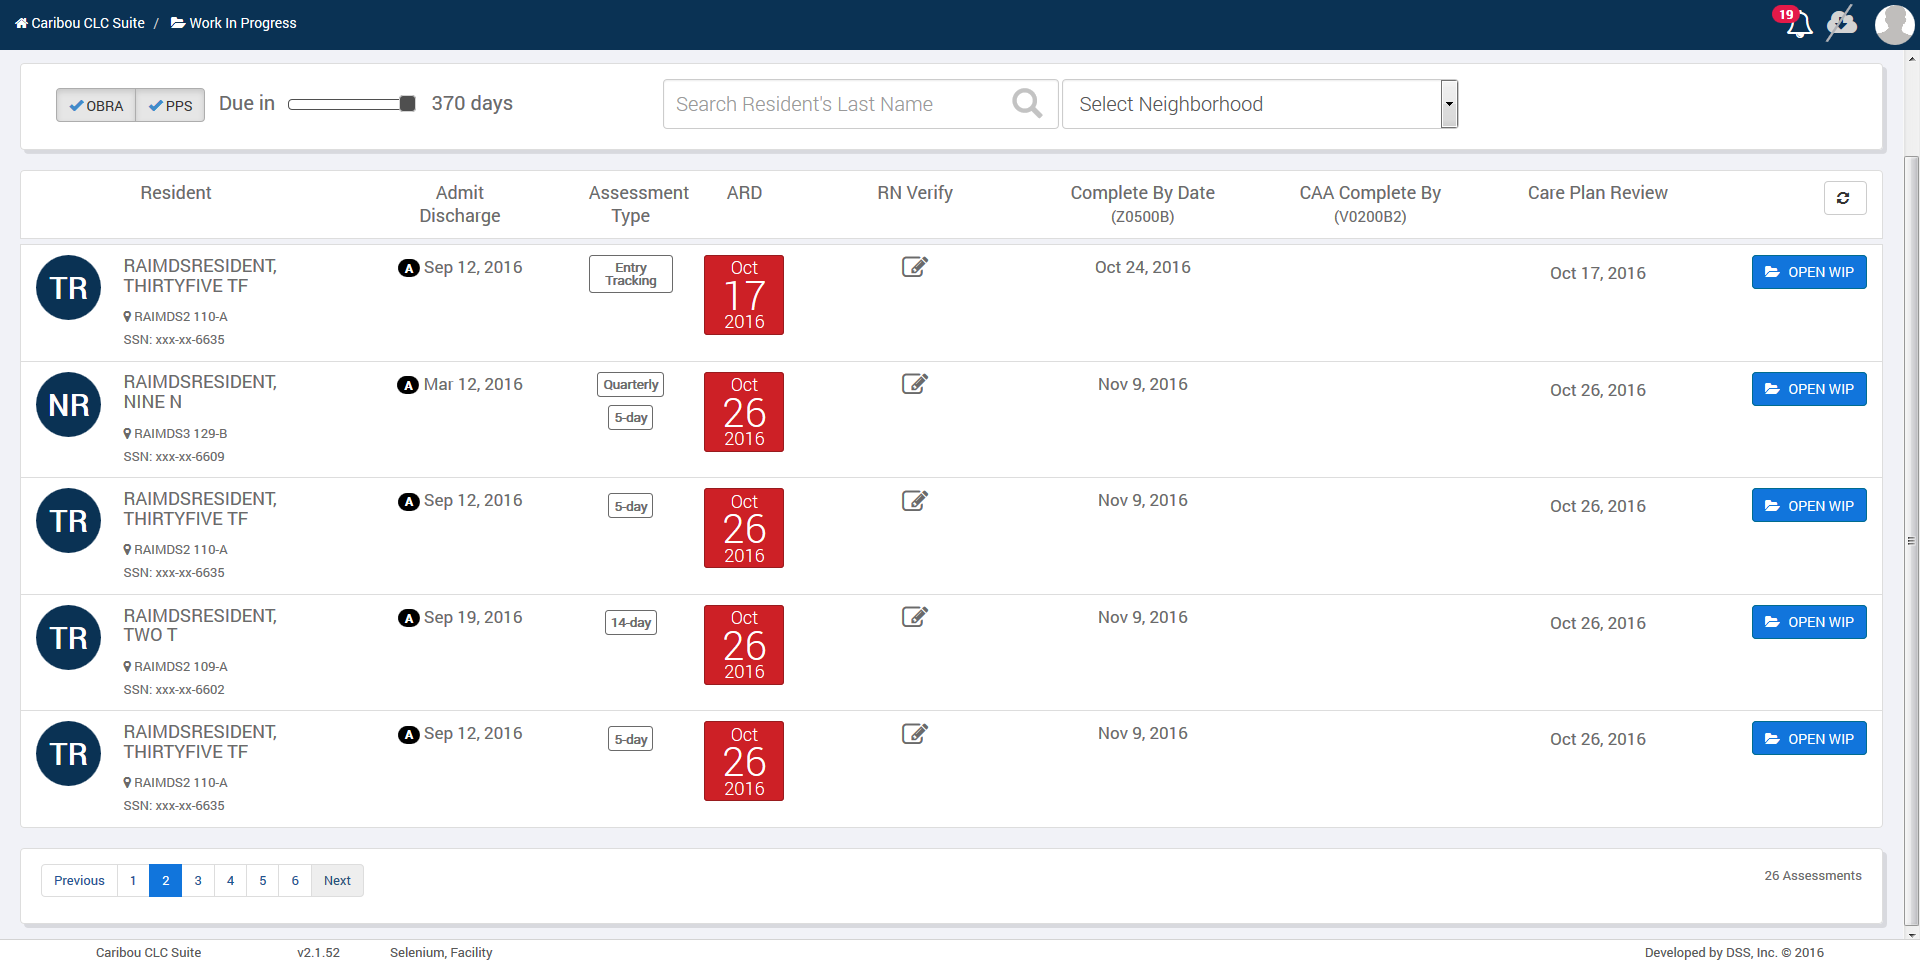 Caribou CLC Suite / Work In Progress
19
OBRA PPS Due in 370 days Search Resident's Last Name Select Neighborhood
Resident Admit Assessment ARD RN Verify Complete By Date CAA Complete By Care Plan Review
Discharge Type (Z0500B) (V0200B2)
TR RAIMDSRESIDENT, THIRTYFIVE TF A Sep 12, 2016 Entry Tracking Oct 17 2016 Oct 24, 2016 Oct 17, 2016 OPEN WIP
RAIMDS2 110-A
SSN: xxx-xx-6635
NR RAIMDSRESIDENT, NINE N A Mar 12, 2016 Quarterly 5-day Oct 26 2016 Nov 9, 2016 Oct 26, 2016 OPEN WIP
RAIMDS3 129-B
SSN: xxx-xx-6609
TR RAIMDSRESIDENT, THIRTYFIVE TF A Sep 12, 2016 5-day Oct 26 2016 Nov 9, 2016 Oct 26, 2016 OPEN WIP
RAIMDS2 110-A
SSN: xxx-xx-6635
TR RAIMDSRESIDENT, TWO T A Sep 19, 2016 14-day Oct 26 2016 Nov 9, 2016 Oct 26, 2016 OPEN WIP
RAIMDS2 109-A
SSN: xxx-xx-6602
TR RAIMDSRESIDENT, THIRTYFIVE TF A Sep 12, 2016 5-day Oct 26 2016 Nov 9, 2016 Oct 26, 2016 OPEN WIP
RAIMDS2 110-A
SSN: xxx-xx-6635
Previous 1 2 3 4 5 6 Next 26 Assessments
Caribou CLC Suite v2.1.52 Selenium, Facility Developed by DSS, Inc. © 2016